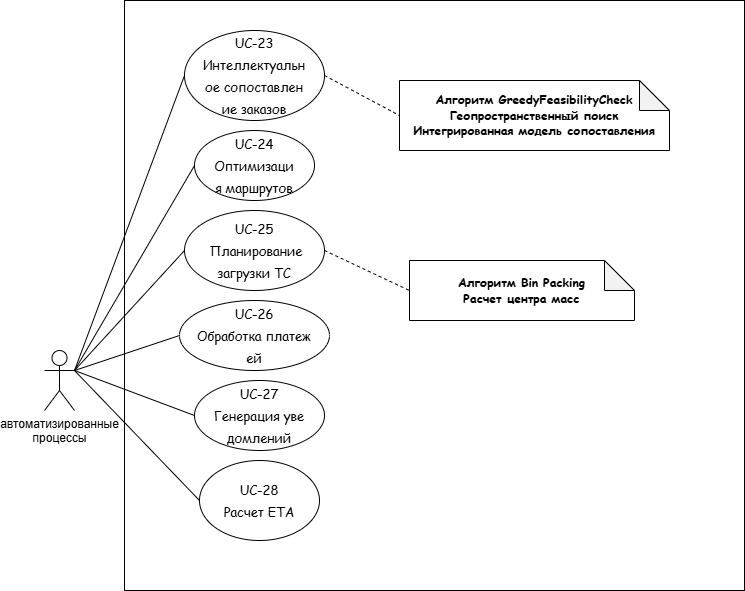 UC-23
Интеллектуальн
ое сопоставлен
ие заказов
Алгоритм GreedyFeasibilityCheck
Геопространственный поиск
Интегрированная модель сопоставления
UC-24
Оптимизаци
я маршрутов
UC-25
Планирование
загрузки ТС
Алгоритм Bin Packing
Расчет центра масс
UC-26
Обработка платеж
ей
UC-27
Генерация уве
домлений
автоматизированные
процессы
UC-28
Расчет ETA